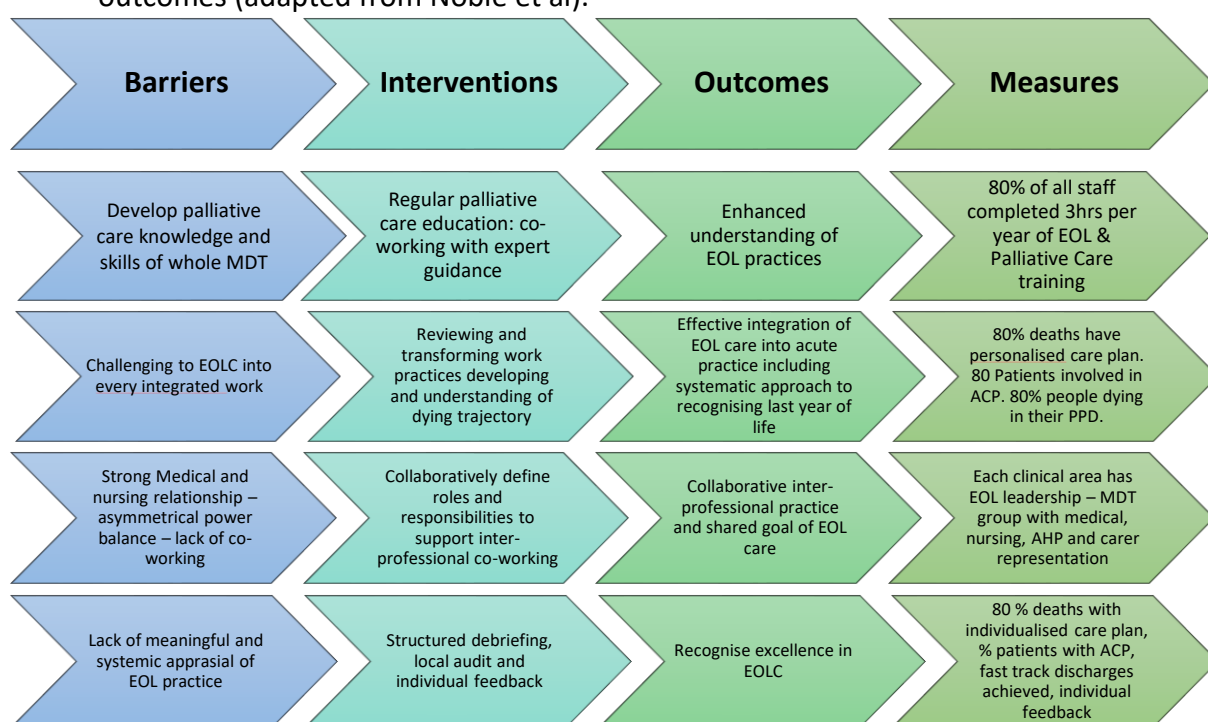 outcomes (adapted from Noble et al):
Barriers
Interventions
Outcomes
Measures
Develop palliative
care knowledge and
skills of whole MDT
Regular palliative
care education: co-
working with expert
guidance
Enhanced
understanding of
EOL practices
80% of all staff
completed 3hrs per
year of EOL &
Palliative Care
training
Challenging to EOLC into
every integrated work
Reviewing and
transforming work
practices developing
and understanding of
dying trajectory
Effective integration of
EOL care into acute
practice including
systematic approach to
recognising last year of
life
80% deaths have
personalised care plan.
80 Patients involved in
ACP. 80% people dying
in their PPD.
Strong Medical and
nursing relationship –
asymmetrical power
balance – lack of co-
working
Collaboratively define
roles and
responsibilities to
support inter-
professional co-working
Collaborative inter-
professional practice
and shared goal of EOL
care
Each clinical area has
EOL leadership – MDT
group with medical,
nursing, AHP and carer
representation
Lack of meaningful and
systemic apprasial of
EOL practice
Structured debriefing,
local audit and
individual feedback
Recognise excellence in
EOLC
80 % deaths with
individualised care plan,
% patients with ACP,
fast track discharges
achieved, individual
feedback